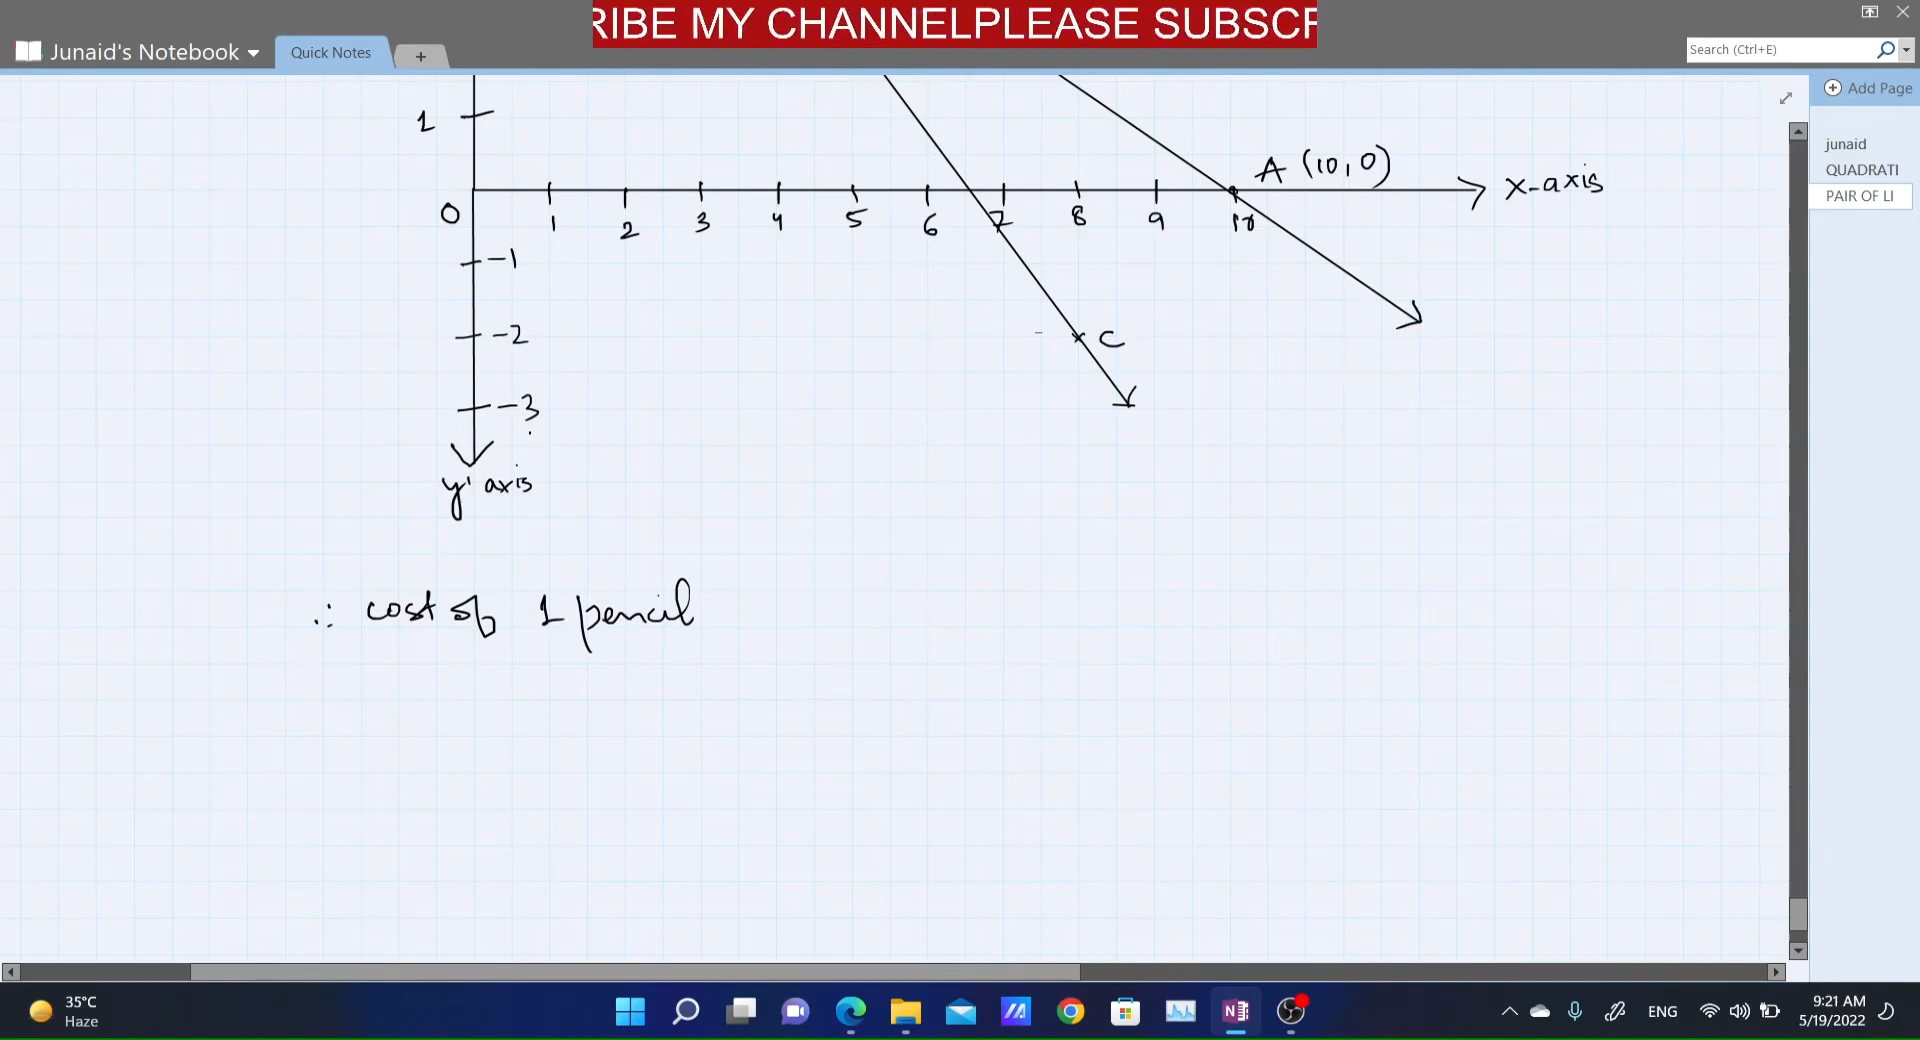 RIBE MY CHANNELPLEASE SUBSCR
Junaid's Notebook
Quick Notes
+
Search (Ctrl+E)
Add Page
junaid
QUADRATI
PAIR OF LI
1
A (10,0)
x-axis
0 1 2 3 4 5 6 7 8 9 10
-1
-2
C
-3
y' axis
∴ cost of 1 pencil
35°C
Haze
ENG
9:21 AM
5/19/2022